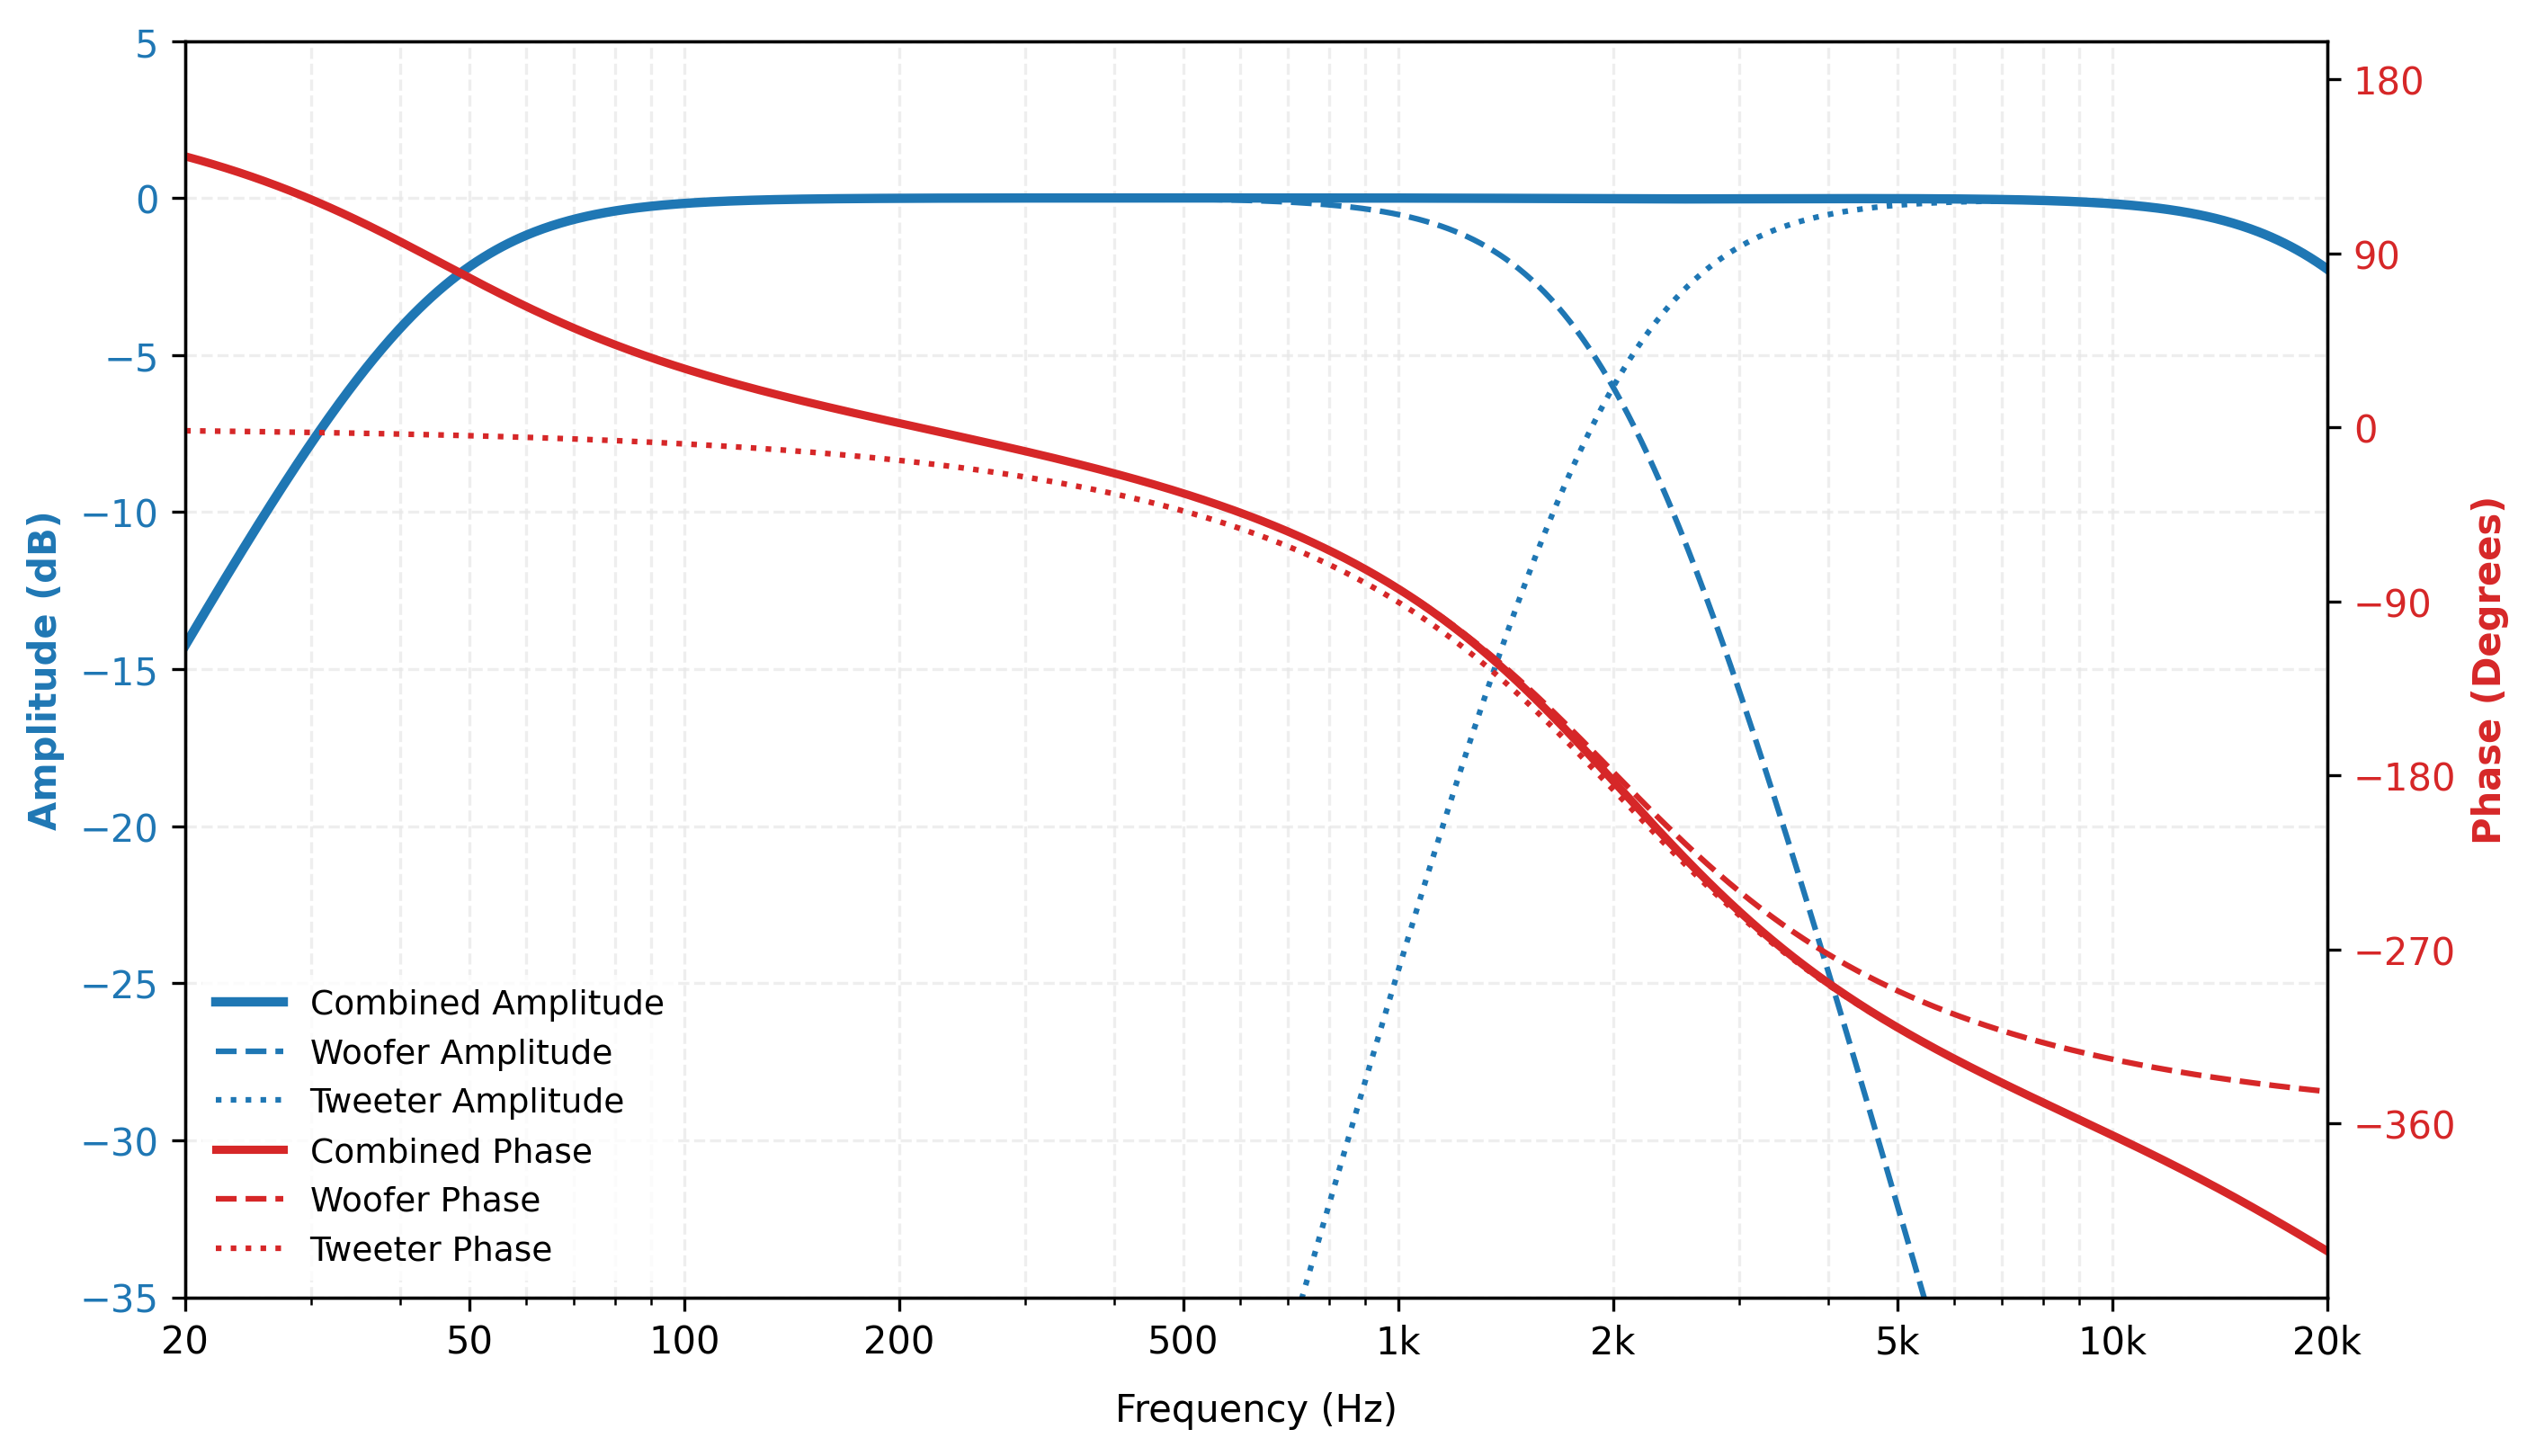 5
0
−5
−10
−15
−20
−25
−30
−35
Amplitude (dB)
180
90
0
−90
−180
−270
−360
Phase (Degrees)
Combined Amplitude
Woofer Amplitude
Tweeter Amplitude
Combined Phase
Woofer Phase
Tweeter Phase
20 50 100 200 500 1k 2k 5k 10k 20k
Frequency (Hz)